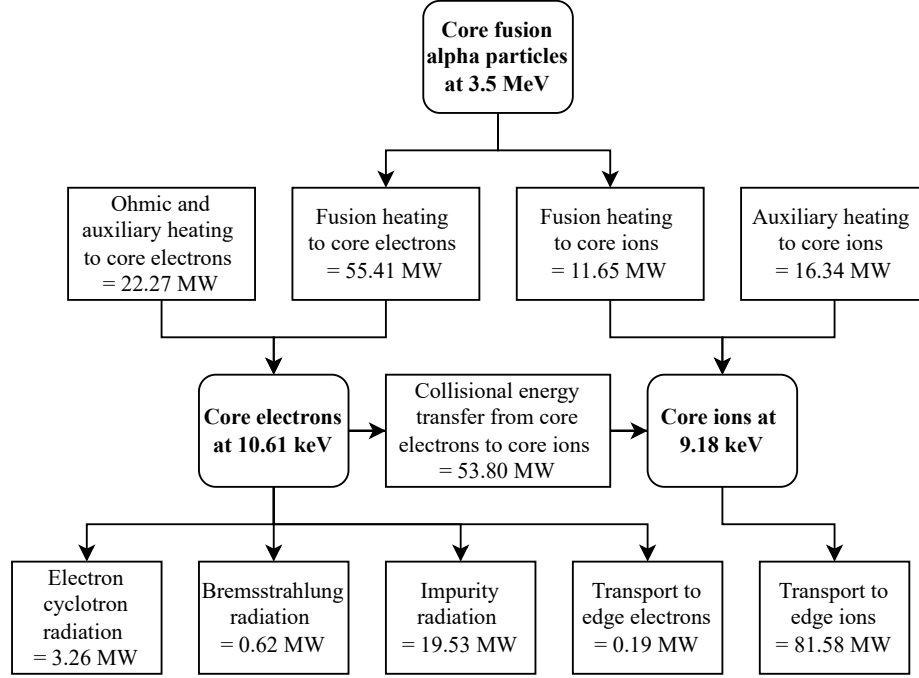 Core fusion
alpha particles
at 3.5 MeV
Ohmic and
auxiliary heating
to core electrons
= 22.27 MW
Fusion heating
to core electrons
= 55.41 MW
Fusion heating
to core ions
= 11.65 MW
Auxiliary heating
to core ions
= 16.34 MW
Core electrons
at 10.61 keV
Collisional energy
transfer from core
electrons to core ions
= 53.80 MW
Core ions at
9.18 keV
Electron
cyclotron
radiation
= 3.26 MW
Bremsstrahlung
radiation
= 0.62 MW
Impurity
radiation
= 19.53 MW
Transport to
edge electrons
= 0.19 MW
Transport to
edge ions
= 81.58 MW